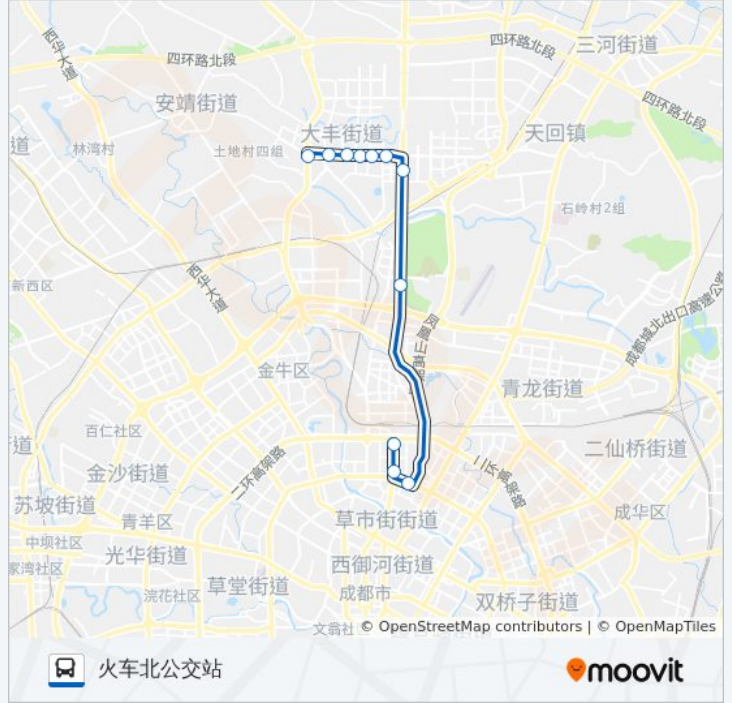 西华大道
四环路北段
四环路北段
三河街道
安靖街道
四环路北段
大丰街道
天回镇
道
林湾村
土地村四组
石岭村2组
新西区
西华大道
成都城北出口高速公路
凤凰山高架
金牛区
青龙街道
百仁社区
街道
二仙桥街道
金沙街道
二环高架路
二环高架路
苏坡街道
草市街街道
成华区
青羊区
中坝社区
光华街道
西御河街道
家湾社区
草堂街道
成都市
浣花社区
双桥子街道
文翁社
© OpenStreetMap contributors | © OpenMapTiles
火车北公交站
moovit